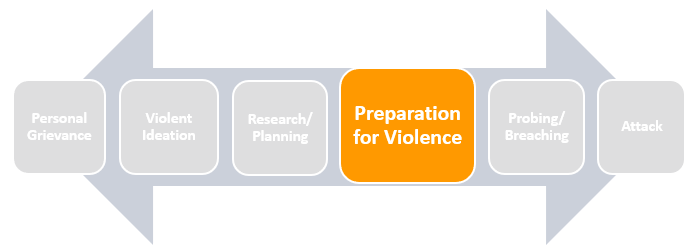 Personal
Grievance
Violent
Ideation
Research/
Planning
Preparation
for Violence
Probing/
Breaching
Attack